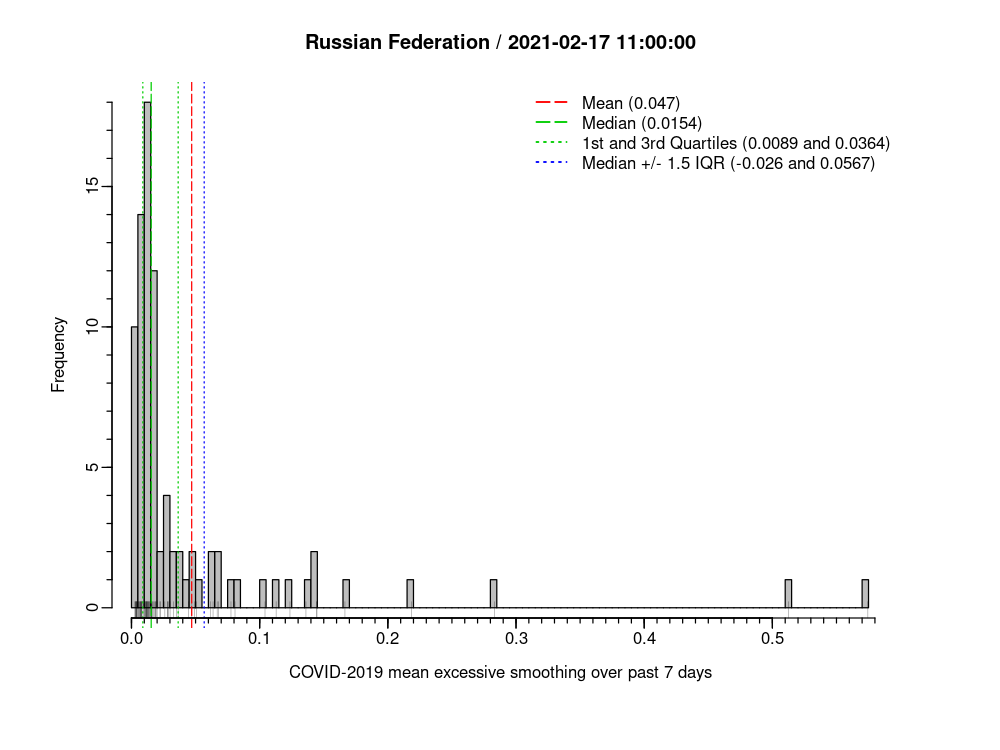 Russian Federation / 2021-02-17 11:00:00
Mean (0.047)
Median (0.0154)
1st and 3rd Quartiles (0.0089 and 0.0364)
Median +/- 1.5 IQR (-0.026 and 0.0567)
Frequency
15
10
5
0
0.0 0.1 0.2 0.3 0.4 0.5
COVID-2019 mean excessive smoothing over past 7 days